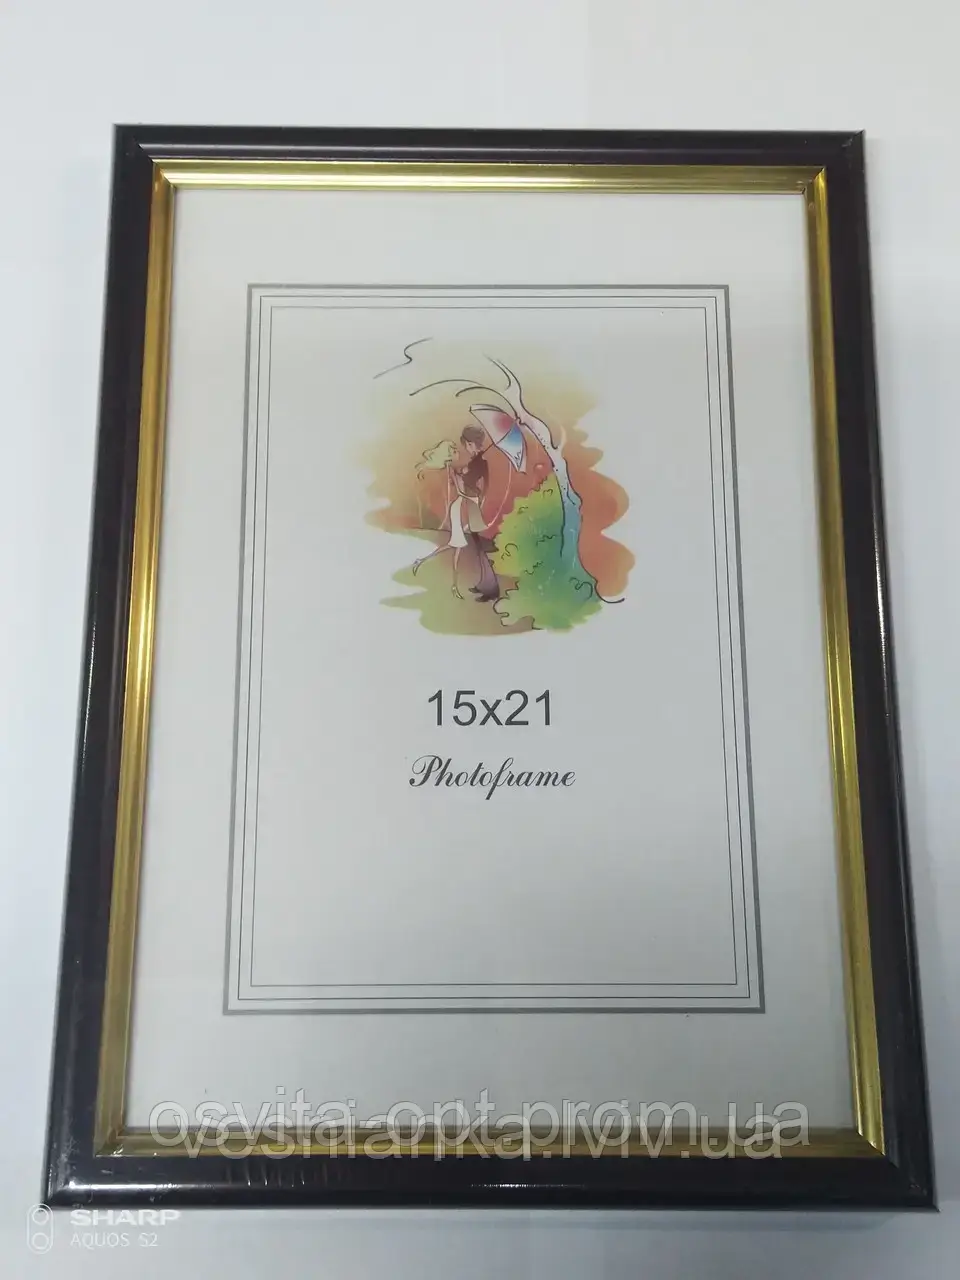 15x21
Photoframe
osvita-opt.prom.ua
SHARP
AQUOS S2